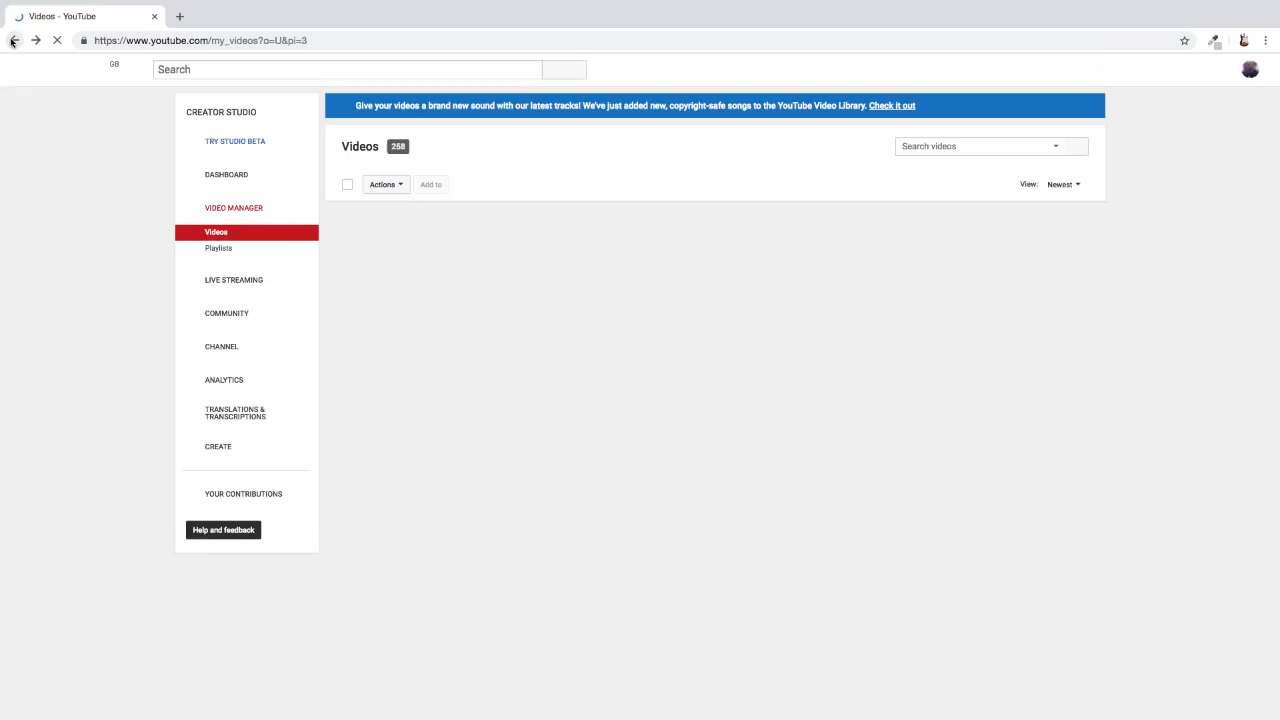 Videos - YouTube
https://www.youtube.com/my_videos?o=U&pi=3
GB
Search
CREATOR STUDIO
TRY STUDIO BETA
DASHBOARD
VIDEO MANAGER
Videos
Playlists
LIVE STREAMING
COMMUNITY
CHANNEL
ANALYTICS
TRANSLATIONS &
TRANSCRIPTIONS
CREATE
YOUR CONTRIBUTIONS
Help and feedback
Give your videos a brand new sound with our latest tracks! We've just added new, copyright-safe songs to the YouTube Video Library. Check it out
Videos 258
Search videos
Actions Add to
View: Newest